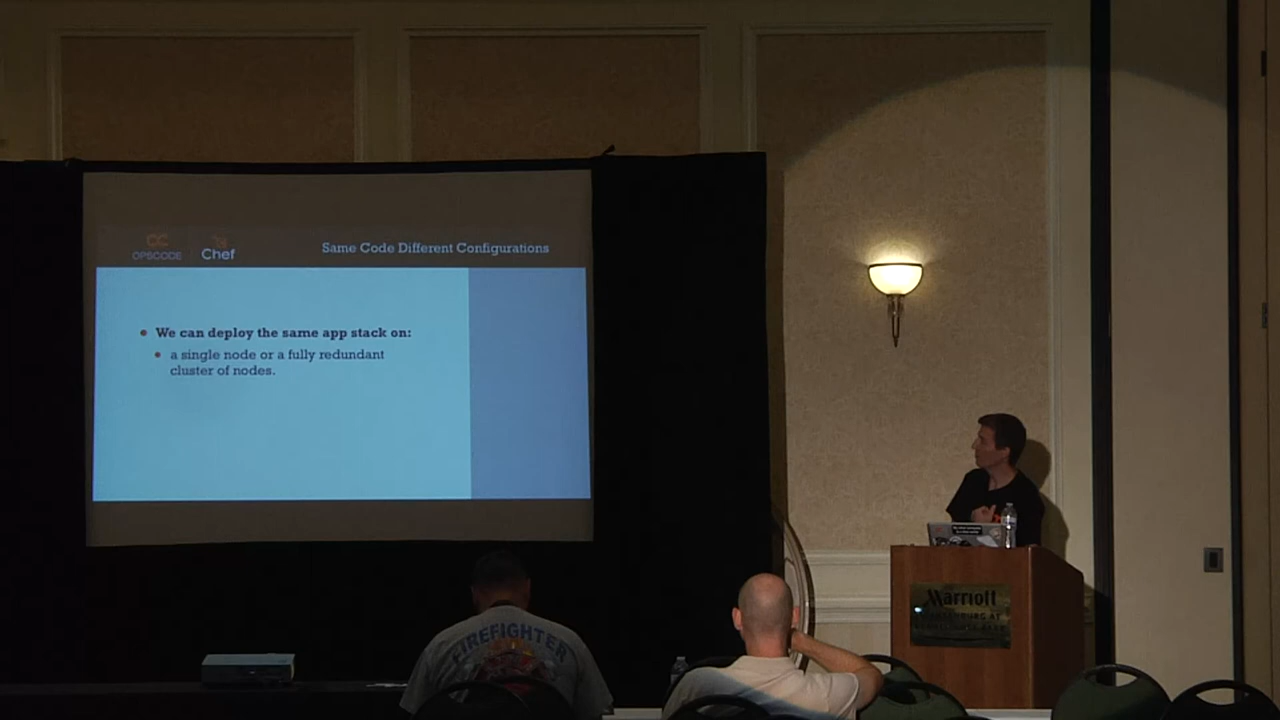 OPSCODE
Chef
Same Code Different Configurations
We can deploy the same app stack on:
a single node or a fully redundant
cluster of nodes.
FIREFIGHTER
Marriott